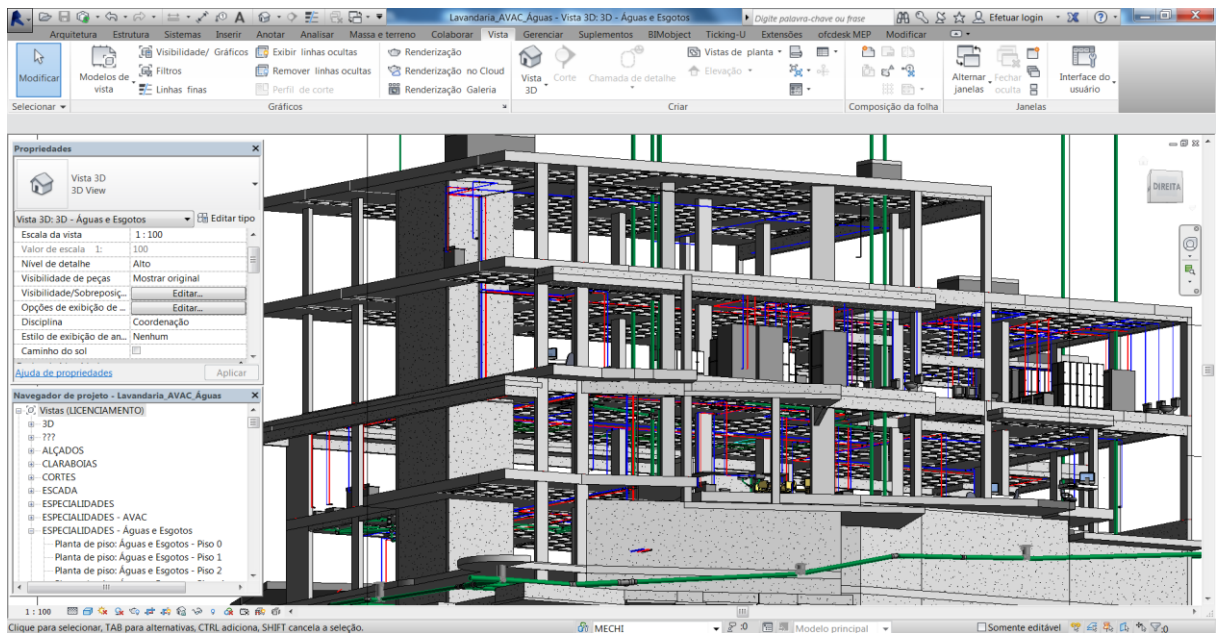 Lavandaria_AVAC_Águas - Vista 3D: 3D - Águas e Esgotos
Digite palavra-chave ou frase
Efetuar login
Arquitetura Estrutura Sistemas Inserir Anotar Analisar Massa e terreno Colaborar Vista Gerenciar Suplementos BIMobject Ticking-U Extensões ofcdesk MEP Modificar
Modificar
Modelos de vista
Visibilidade/ Gráficos
Filtros
Linhas finas
Exibir linhas ocultas
Remover linhas ocultas
Perfil de corte
Renderização
Renderização no Cloud
Renderização Galeria
Vista 3D
Corte
Chamada de detalhe
Vistas de planta
Elevação
Alternar janelas
Fechar oculta
Interface do usuário
Selecionar
Gráficos
Criar
Composição da folha
Janelas
Propriedades
Vista 3D
3D View
Vista 3D: 3D - Águas e Esgotos
Editar tipo
Escala da vista 1 : 100
Valor de escala 1: 100
Nível de detalhe Alto
Visibilidade de peças Mostrar original
Visibilidade/Sobreposiç... Editar...
Opções de exibição de ... Editar...
Disciplina Coordenação
Estilo de exibição de an... Nenhum
Caminho do sol
Ajuda de propriedades
Aplicar
Navegador de projeto - Lavandaria_AVAC_Águas
Vistas (LICENCIAMENTO)
3D
???
ALÇADOS
CLARABOIAS
CORTES
ESCADA
ESPECIALIDADES
ESPECIALIDADES - AVAC
ESPECIALIDADES - Águas e Esgotos
Planta de piso: Águas e Esgotos - Piso 0
Planta de piso: Águas e Esgotos - Piso 1
Planta de piso: Águas e Esgotos - Piso 2
DIREITA
1 : 100
Clique para selecionar, TAB para alternativas, CTRL adiciona, SHIFT cancela a seleção.
MECHI
:0
Modelo principal
Somente editável
:0